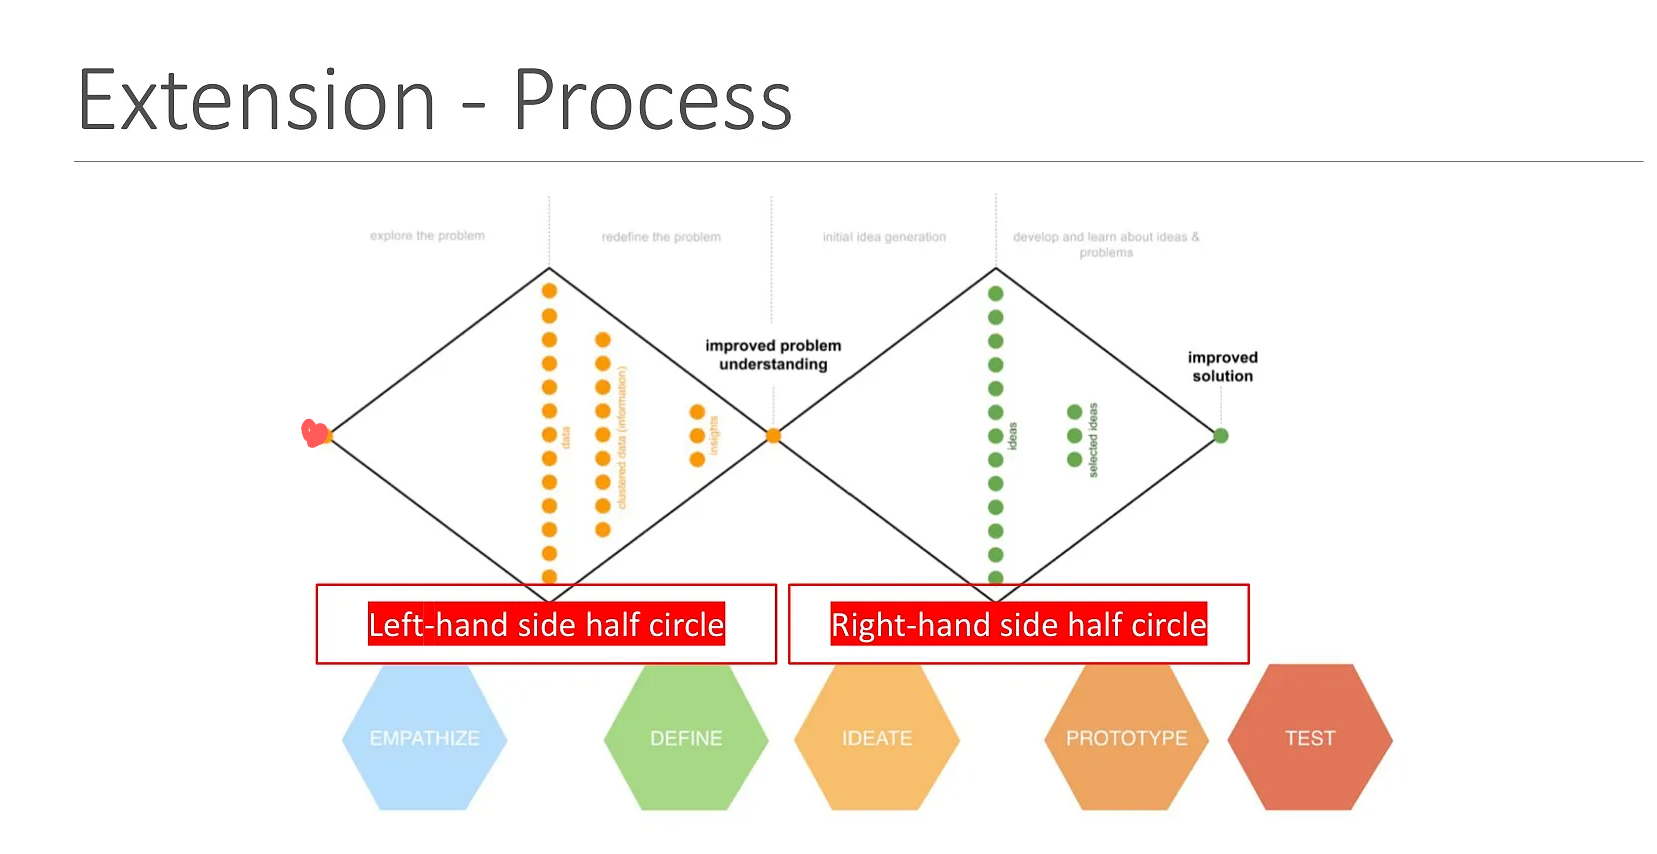 Extension - Process
explore the problem
redefine the problem
initial idea generation
develop and learn about ideas &
problems
improved problem
understanding
improved
solution
data
clustered data (information)
insights
ideas
selected ideas
Left-hand side half circle
Right-hand side half circle
EMPATHIZE
DEFINE
IDEATE
PROTOTYPE
TEST